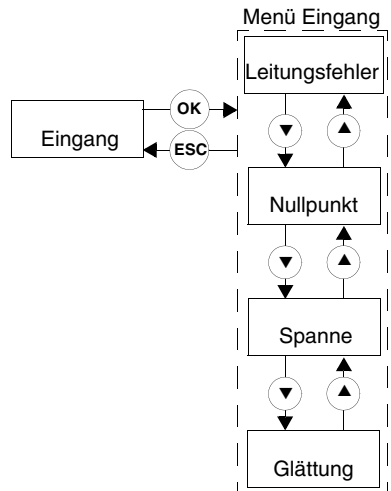 Menü Eingang
Leitungsfehler
OK
Eingang
ESC
Nullpunkt
Spanne
Glättung